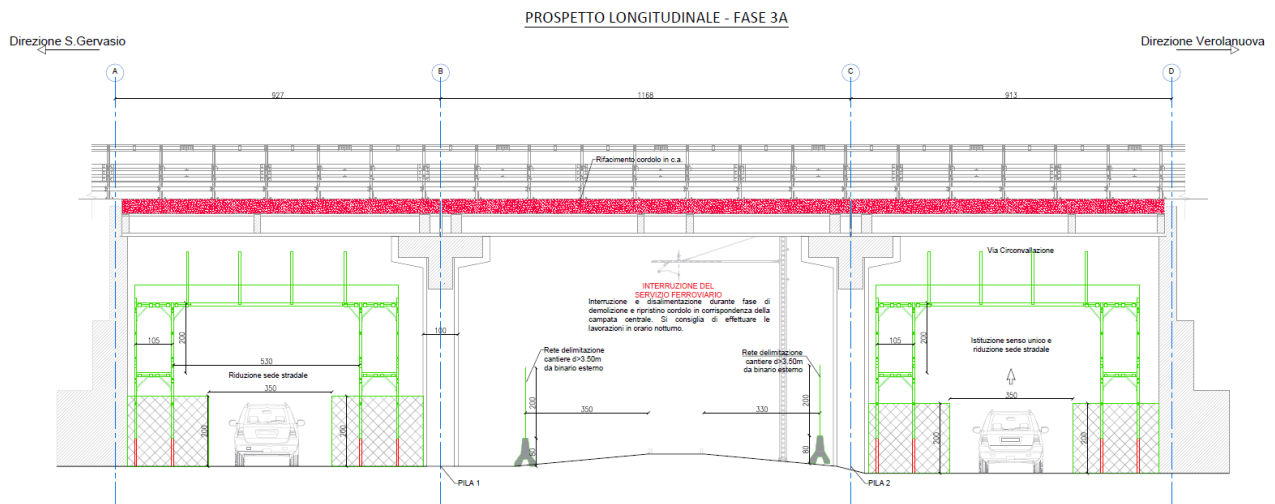 PROSPETTO LONGITUDINALE - FASE 3A
Direzione S.Gervasio
Direzione Verolanuova
A
B
C
D
927
1168
913
Rifacimento cordolo in c.a.
Via Circonvallazione
INTERRUZIONE DEL
SERVIZIO FERROVIARIO
Interruzione e disalimentazione durante fase di
demolizione e ripristino cordolo in corrispondenza della
campata centrale. Si consiglia di effettuare le
lavorazioni in orario notturno.
105
200
530
Riduzione sede stradale
350
200
200
100
Rete delimitazione
cantiere d>3.50m
da binario esterno
200
350
80
Rete delimitazione
cantiere d>3.50m
da binario esterno
200
330
80
105
200
Istituzione senso unico e
riduzione sede stradale
350
200
200
PILA 1
PILA 2